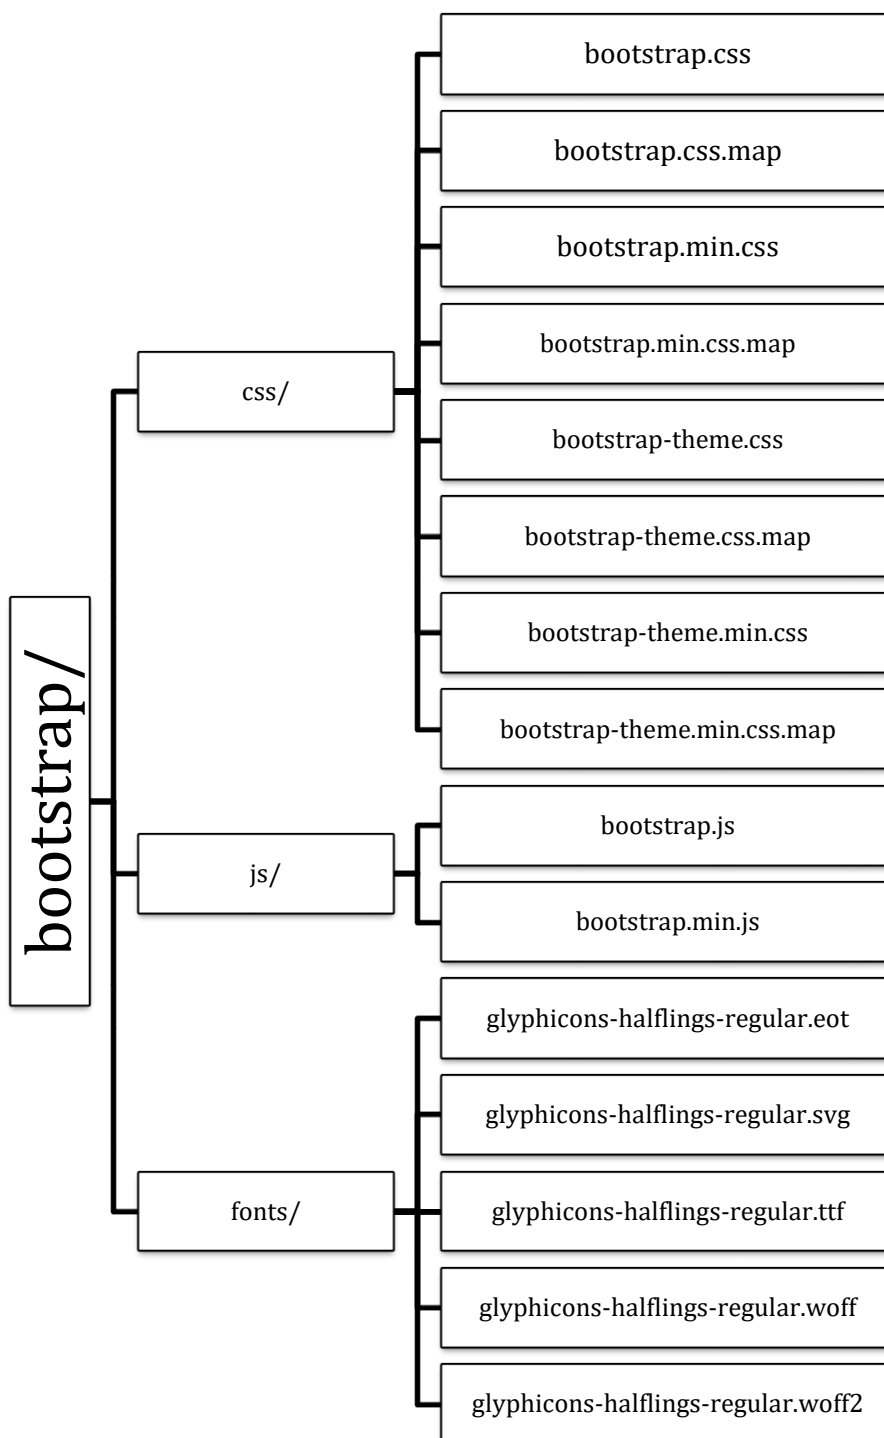 bootstrap/
css/
bootstrap.css
bootstrap.css.map
bootstrap.min.css
bootstrap.min.css.map
bootstrap-theme.css
bootstrap-theme.css.map
bootstrap-theme.min.css
bootstrap-theme.min.css.map
js/
bootstrap.js
bootstrap.min.js
fonts/
glyphicons-halflings-regular.eot
glyphicons-halflings-regular.svg
glyphicons-halflings-regular.ttf
glyphicons-halflings-regular.woff
glyphicons-halflings-regular.woff2